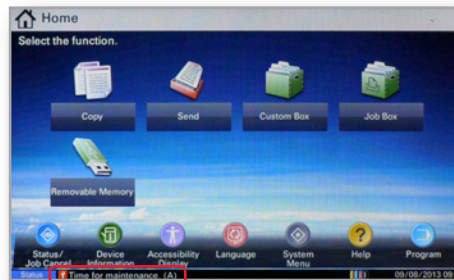 Home
Select the function.
Copy
Send
Custom Box
Job Box
Removable Memory
Status/
Job Cancel
Device
Information
Accessibility
Display
Language
System
Menu
Help
Program
Status
Time for maintenance. (A)
09/08/2013 09